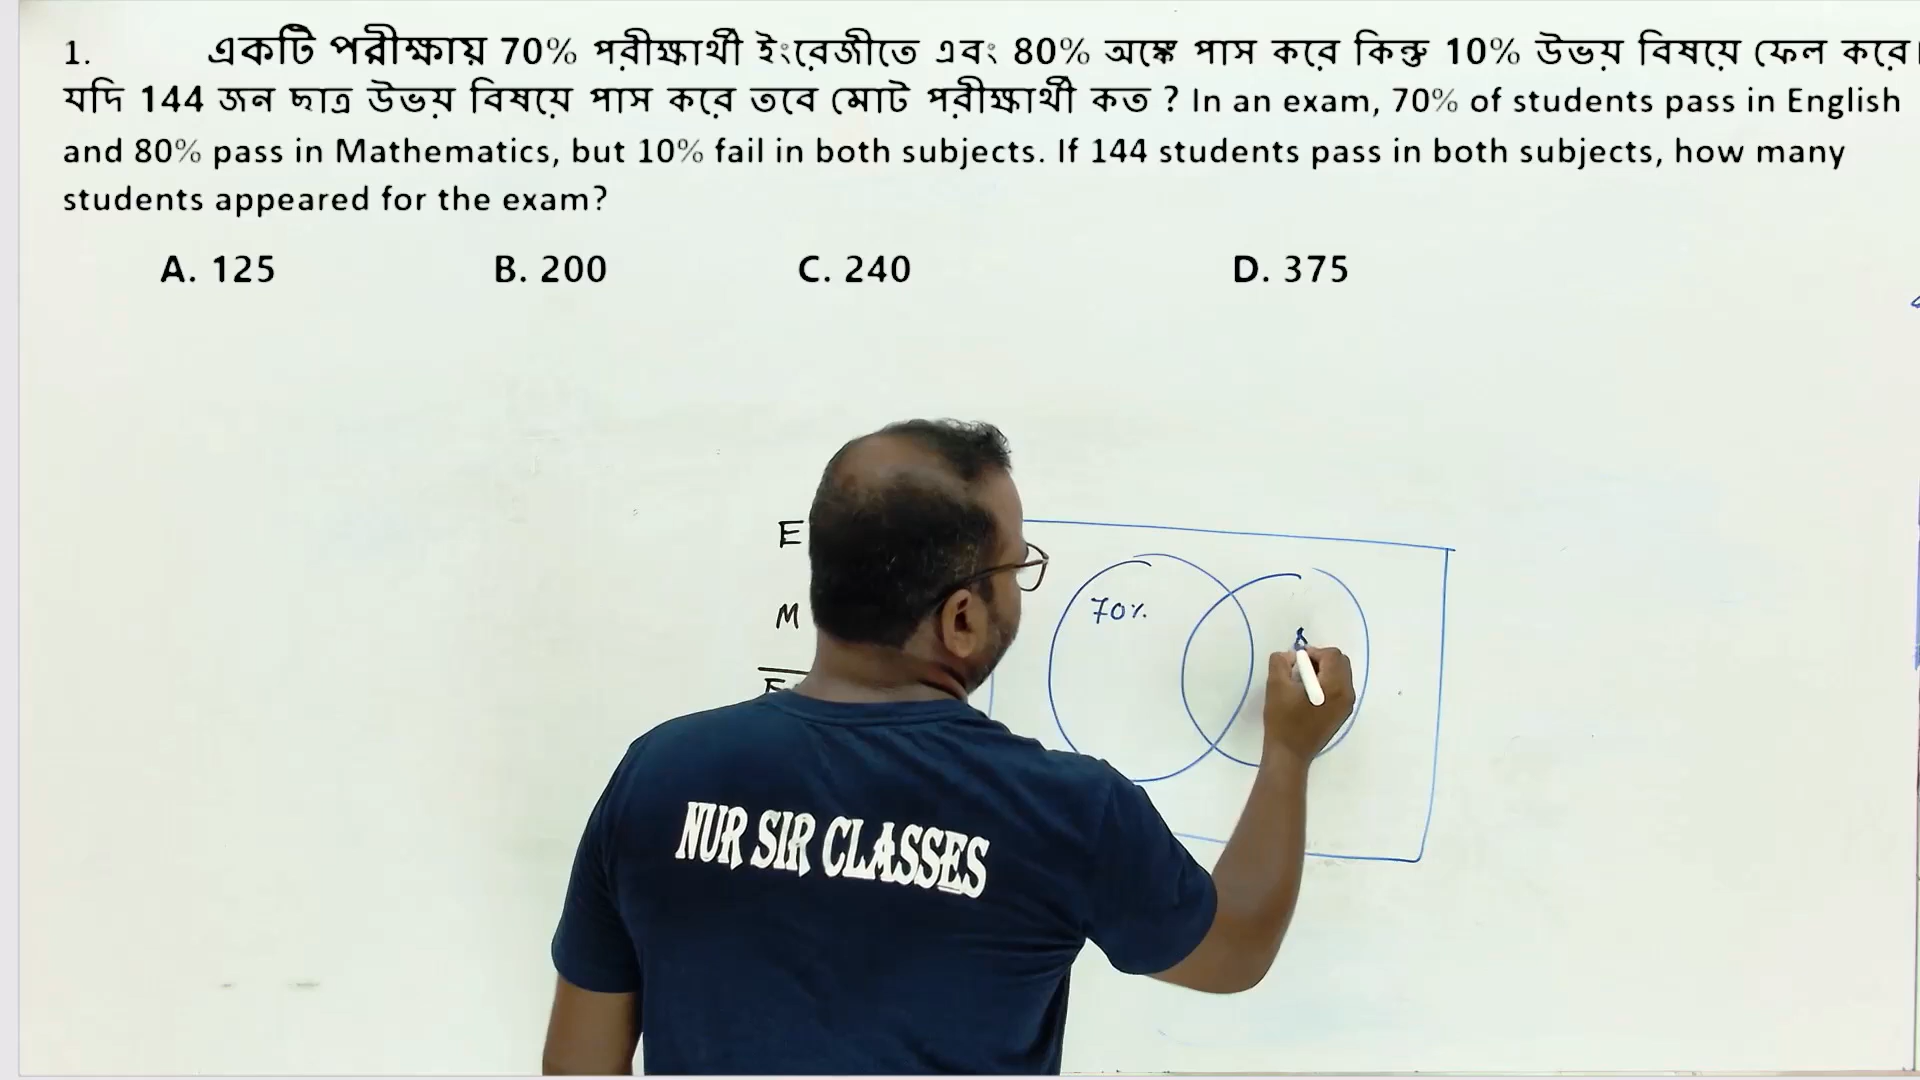 1. একটি পরীক্ষায় 70% পরীক্ষার্থী ইংরেজীতে এবং 80% অঙ্কে পাস করে কিন্তু 10% উভয় বিষয়ে ফেল করে।
যদি 144 জন ছাত্র উভয় বিষয়ে পাস করে তবে মোট পরীক্ষার্থী কত ? In an exam, 70% of students pass in English
and 80% pass in Mathematics, but 10% fail in both subjects. If 144 students pass in both subjects, how many
students appeared for the exam?
A. 125 B. 200 C. 240 D. 375
E
M
70%
NUR SIR CLASSES